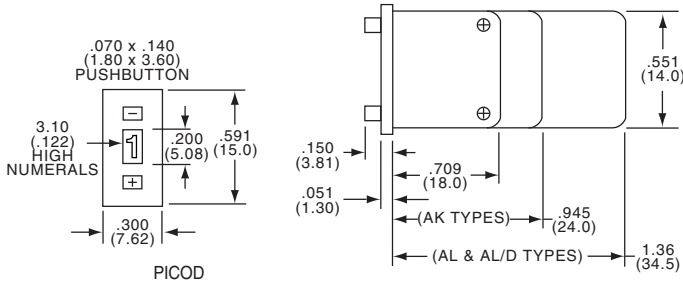 .070 x .140
(1.80 x 3.60)
PUSHBUTTON
−
3.10
(.122)
HIGH
NUMERALS
1
.200
(5.08)
.591
(15.0)
+
.300
(7.62)
PICOD
.551
(14.0)
.150
(3.81)
.709
(18.0)
.051
(1.30)
(AK TYPES)
.945
(24.0)
(AL & AL/D TYPES)
1.36
(34.5)